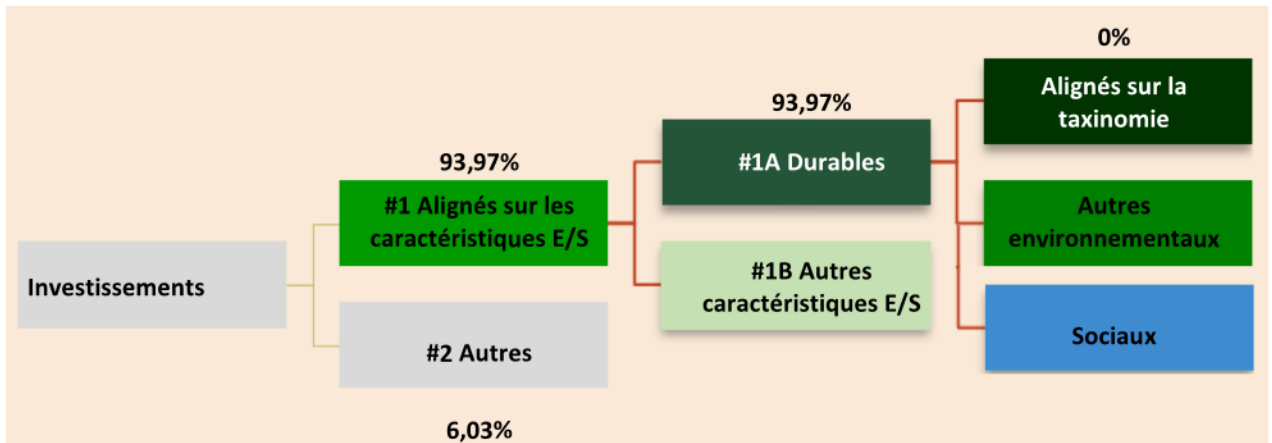 0%
Alignés sur la
taxinomie
93,97%
#1A Durables
93,97%
#1 Alignés sur les
caractéristiques E/S
Autres
environnementaux
Investissements
#1B Autres
caractéristiques E/S
#2 Autres
Sociaux
6,03%